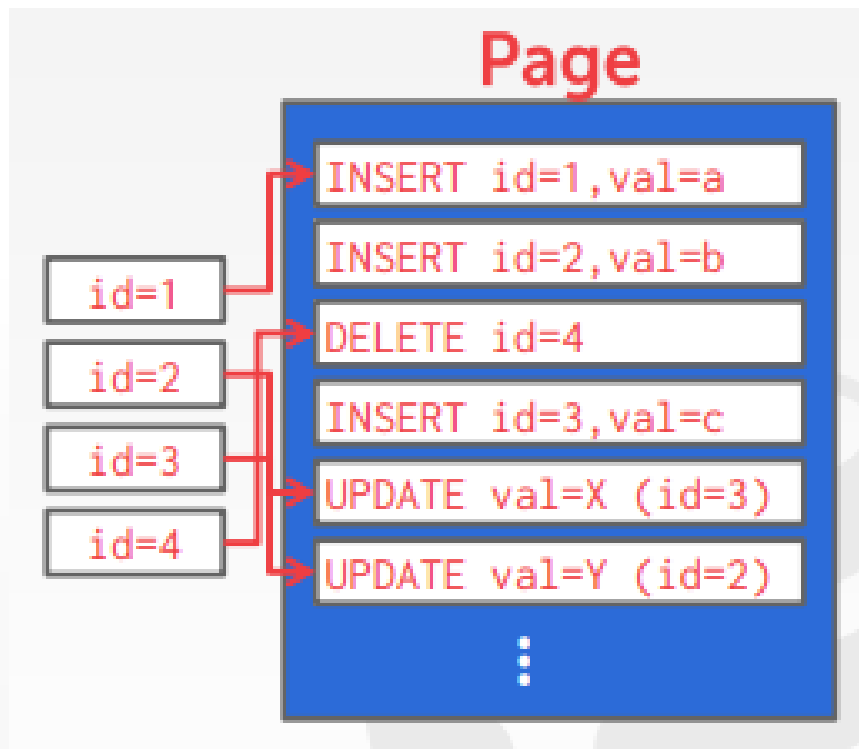 Page
INSERT id=1,val=a
INSERT id=2,val=b
DELETE id=4
INSERT id=3,val=c
UPDATE val=X (id=3)
UPDATE val=Y (id=2)
id=1
id=2
id=3
id=4